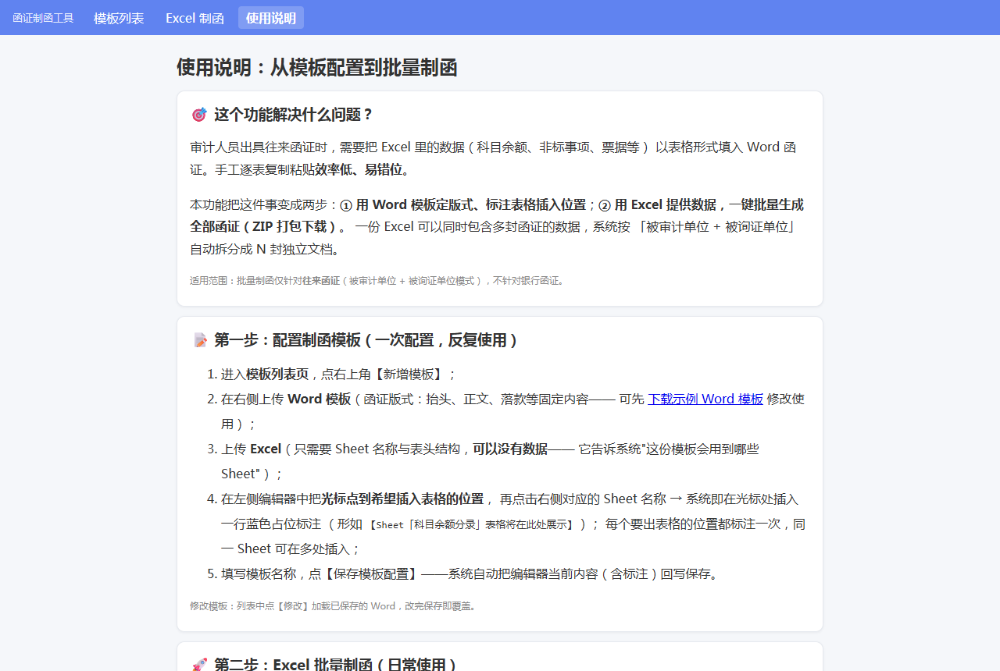 函证制函工具 模板列表 Excel 制函 使用说明
使用说明：从模板配置到批量制函
🎯 这个功能解决什么问题？
审计人员出具往来函证时，需要把 Excel 里的数据（科目余额、非标事项、票据等） 以表格形式填入 Word 函
证。手工逐表复制粘贴效率低、易错位。
本功能把这件事变成两步：① 用 Word 模板定版式、标注表格插入位置；② 用 Excel 提供数据，一键批量生成
全部函证（ZIP 打包下载）。 一份 Excel 可以同时包含多封函证的数据，系统按 「被审计单位 + 被询证单位」
自动拆分成 N 封独立文档。
适用范围：批量制函仅针对往来函证（被审计单位 + 被询证单位模式），不针对银行函证。
📝 第一步：配置制函模板（一次配置，反复使用）
1. 进入模板列表页，点右上角【新增模板】；
2. 在右侧上传 Word 模板（函证版式：抬头、正文、落款等固定内容—— 可先 下载示例 Word 模板 修改使
用）；
3. 上传 Excel（只需要 Sheet 名称与表头结构，可以没有数据—— 它告诉系统"这份模板会用到哪些
Sheet"）；
4. 在左侧编辑器中把光标点到希望插入表格的位置， 再点击右侧对应的 Sheet 名称 → 系统即在光标处插入
一行蓝色占位标注 （形如 【Sheet「科目余额分录」表格将在此处展示】）； 每个要出表格的位置都标注一次，同
一 Sheet 可在多处插入；
5. 填写模板名称，点【保存模板配置】——系统自动把编辑器当前内容（含标注）回写保存。
修改模板：列表中点【修改】加载已保存的 Word，改完保存即覆盖。
🚀 第二步：Excel 批量制函（日常使用）